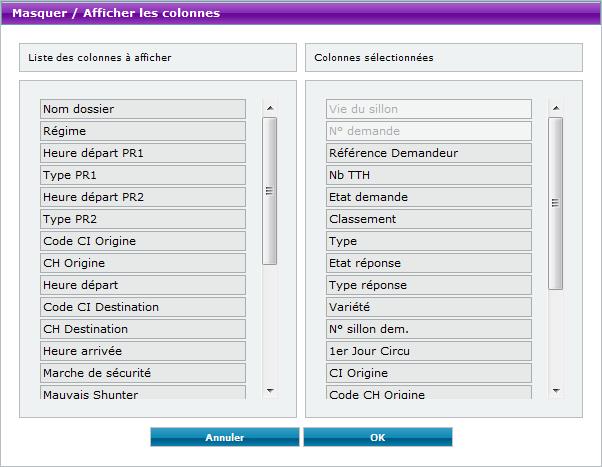 Masquer / Afficher les colonnes
Liste des colonnes à afficher
Nom dossier
Régime
Heure départ PR1
Type PR1
Heure départ PR2
Type PR2
Code CI Origine
CH Origine
Heure départ
Code CI Destination
CH Destination
Heure arrivée
Marche de sécurité
Mauvais Shunter
Colonnes sélectionnées
Vie du sillon
N° demande
Référence Demandeur
Nb TTH
Etat demande
Classement
Type
Etat réponse
Type réponse
Variété
N° sillon dem.
1er Jour Circu
CI Origine
Code CH Origine
Annuler
OK